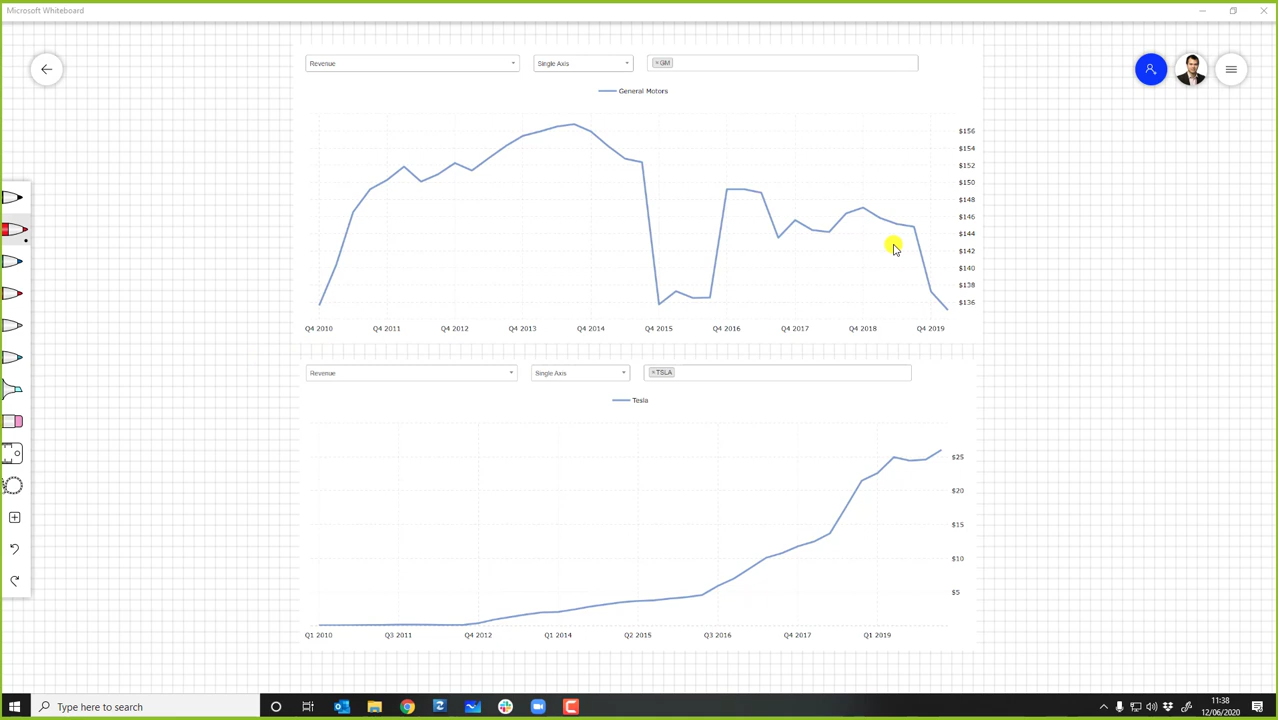 Microsoft Whiteboard
Revenue
Single Axis
× GM
General Motors
$156
$154
$152
$150
$148
$146
$144
$142
$140
$138
$136
Q4 2010 Q4 2011 Q4 2012 Q4 2013 Q4 2014 Q4 2015 Q4 2016 Q4 2017 Q4 2018 Q4 2019
Revenue
Single Axis
× TSLA
Tesla
$25
$20
$15
$10
$5
Q1 2010 Q3 2011 Q4 2012 Q1 2014 Q2 2015 Q3 2016 Q4 2017 Q1 2019
Type here to search
11:38
12/06/2020